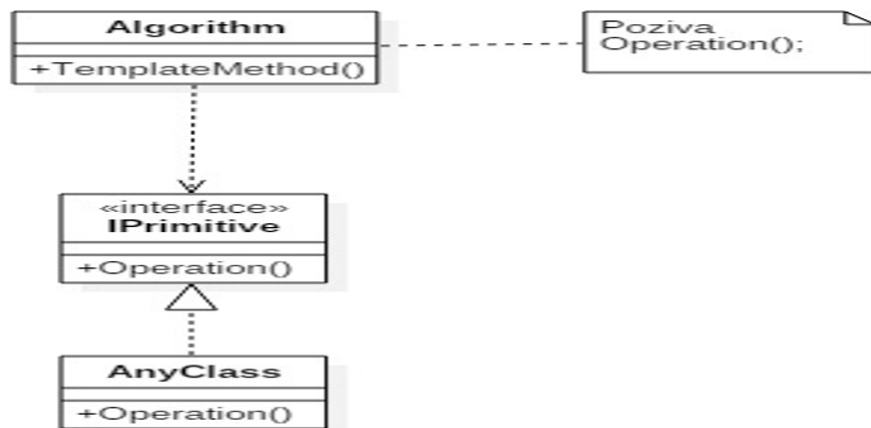 Algorithm
+TemplateMethod()
Poziva
Operation();
«interface»
IPrimitive
+Operation()
AnyClass
+Operation()